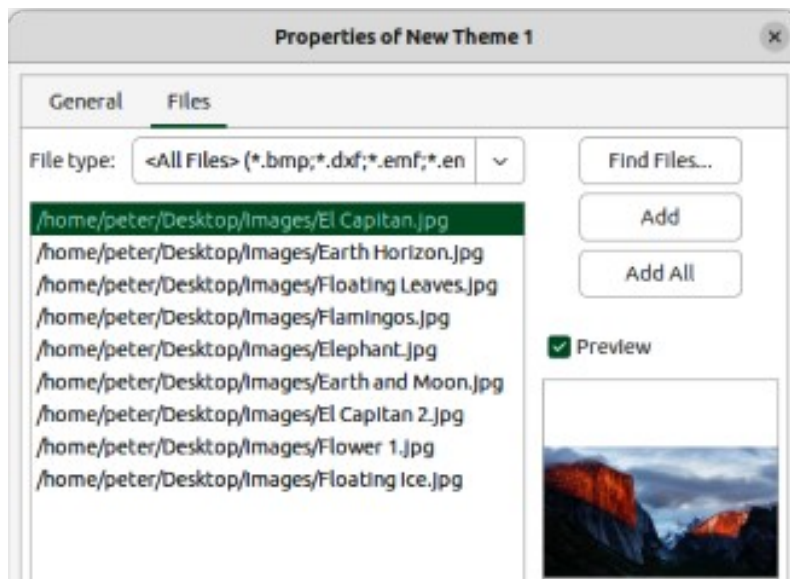 Properties of New Theme 1
General Files
File type: <All Files> (*.bmp;*.dxf;*.emf;*.en
Find Files...
/home/peter/Desktop/Images/El Capitan.jpg
Add
/home/peter/Desktop/Images/Earth Horizon.jpg
/home/peter/Desktop/Images/Floating Leaves.jpg
Add All
/home/peter/Desktop/Images/Flamingos.jpg
/home/peter/Desktop/Images/Elephant.jpg
Preview
/home/peter/Desktop/Images/Earth and Moon.jpg
/home/peter/Desktop/Images/El Capitan 2.jpg
/home/peter/Desktop/Images/Flower 1.jpg
/home/peter/Desktop/Images/Floating Ice.jpg